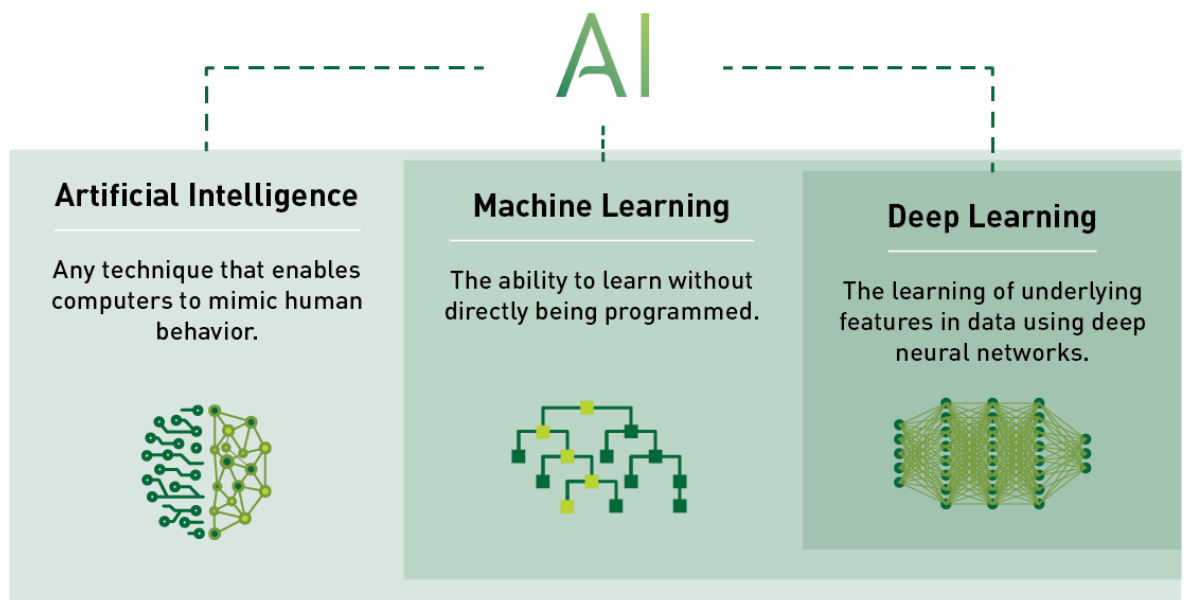 AI
Artificial Intelligence
Any technique that enables
computers to mimic human
behavior.
Machine Learning
The ability to learn without
directly being programmed.
Deep Learning
The learning of underlying
features in data using deep
neural networks.